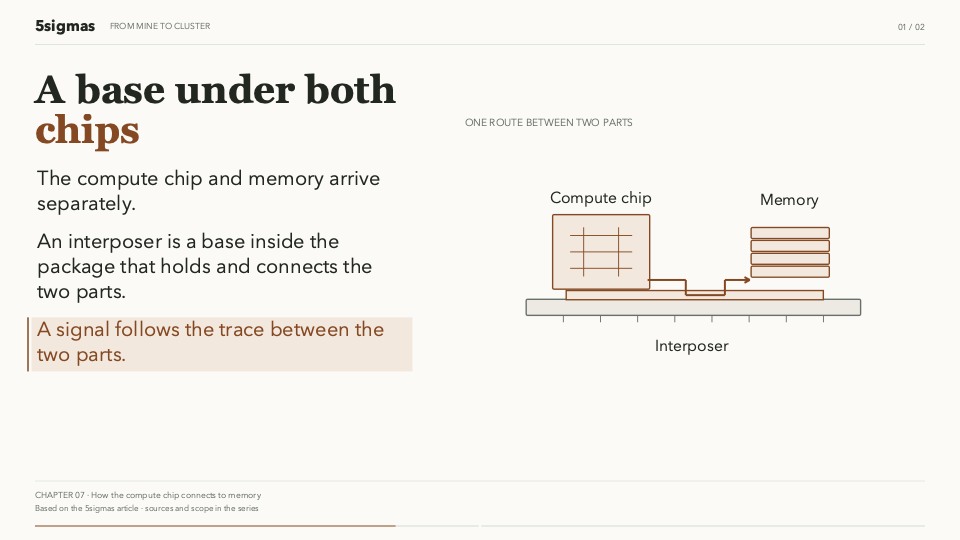 5sigmas
FROM MINE TO CLUSTER
01 / 02
A base under both
chips
The compute chip and memory arrive
separately.
An interposer is a base inside the
package that holds and connects the
two parts.
A signal follows the trace between the
two parts.
ONE ROUTE BETWEEN TWO PARTS
Compute chip
Memory
Interposer
CHAPTER 07 · How the compute chip connects to memory
Based on the 5sigmas article · sources and scope in the series